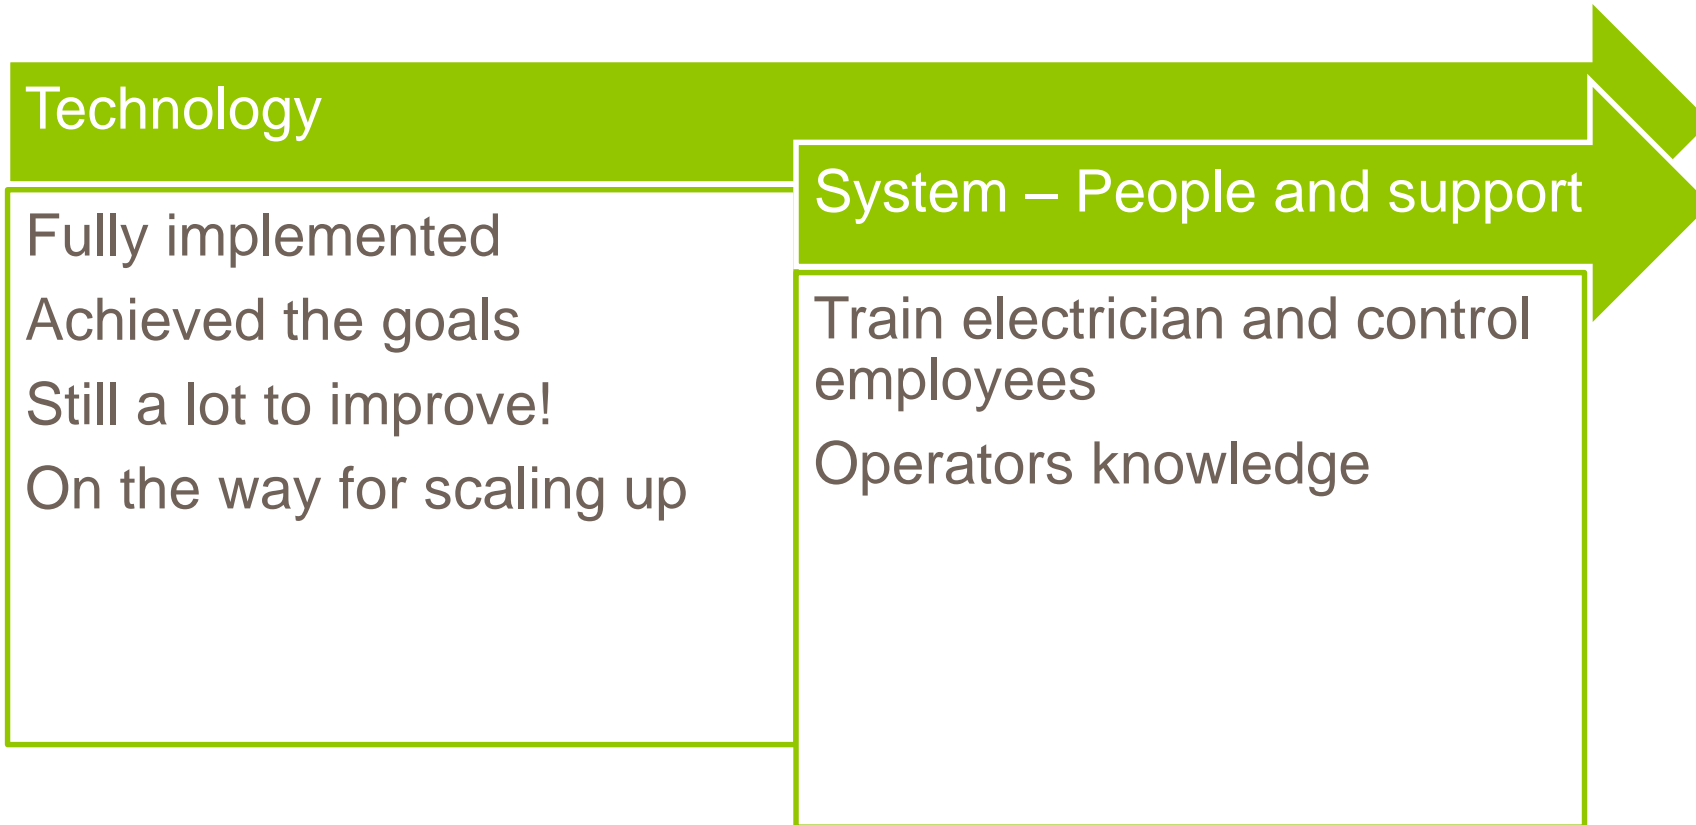 Technology
Fully implemented
Achieved the goals
Still a lot to improve!
On the way for scaling up
System – People and support
Train electrician and control
employees
Operators knowledge